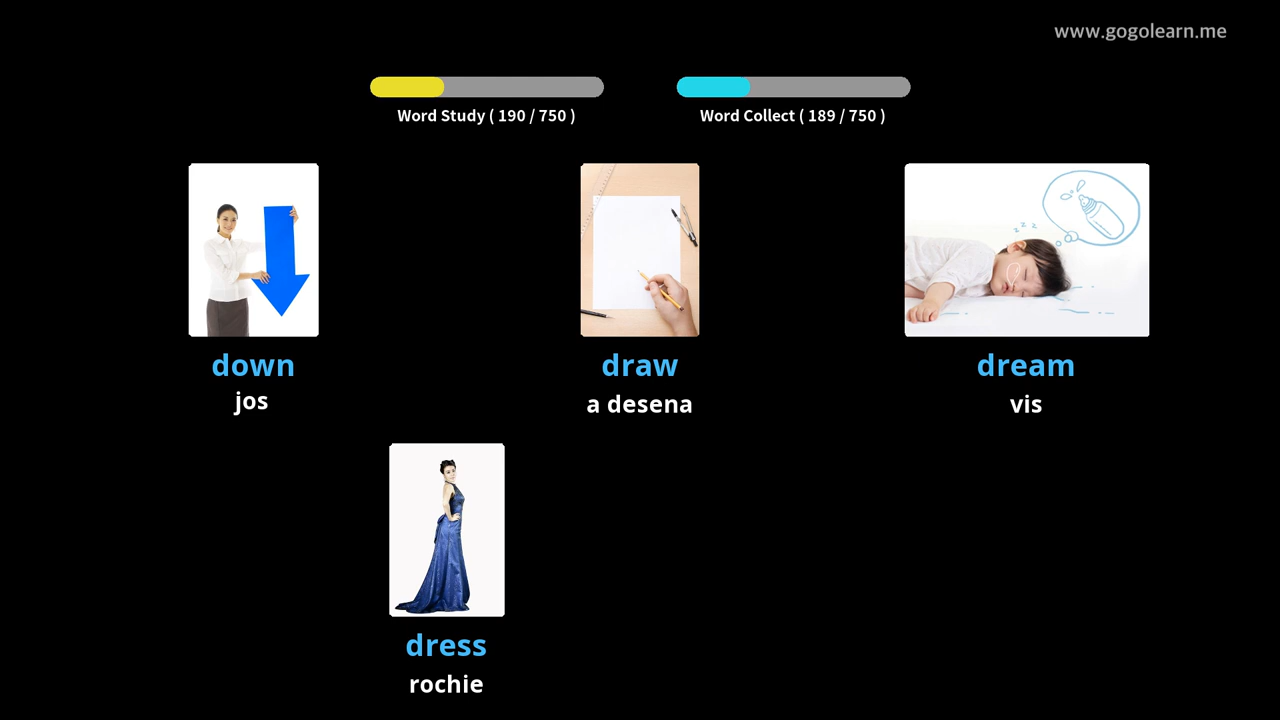 www.gogolearn.me
Word Study ( 190 / 750 )
Word Collect ( 189 / 750 )
down
jos
draw
a desena
dream
vis
dress
rochie